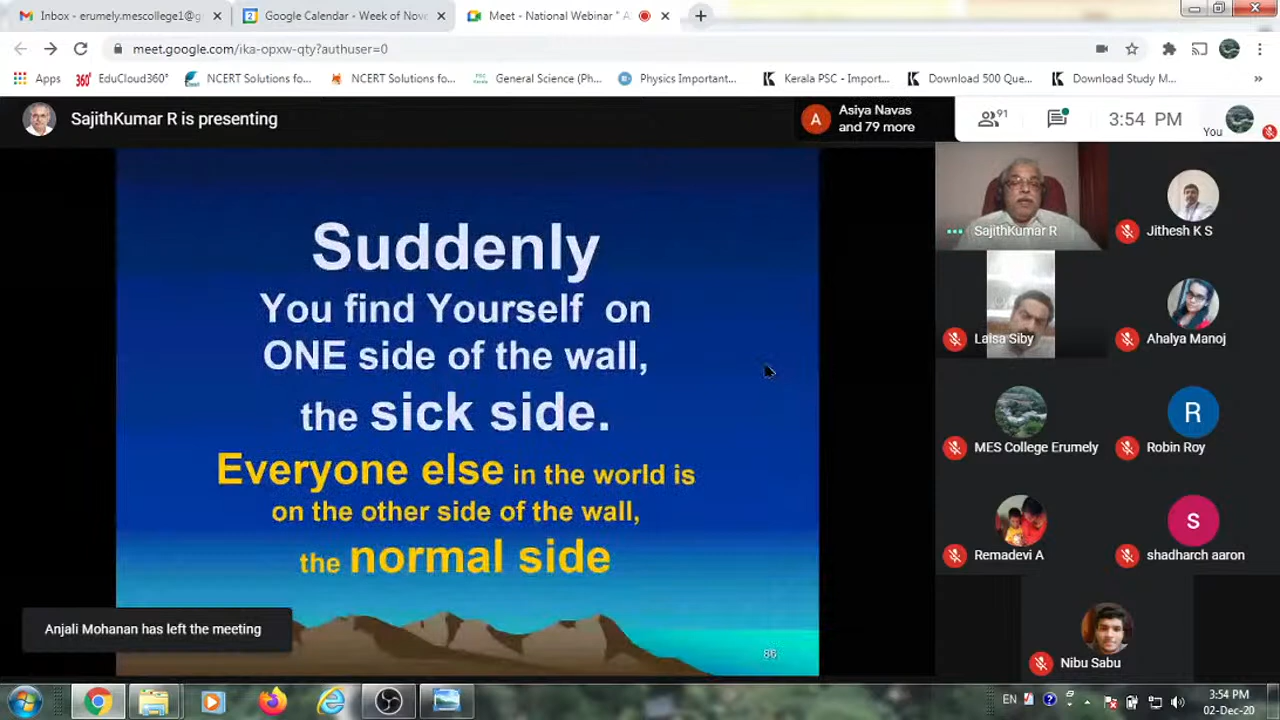 Inbox - erumely.mescollege1@g
Google Calendar - Week of Nove
Meet - National Webinar " A
meet.google.com/ika-opxw-qty?authuser=0
Apps
EduCloud360°
NCERT Solutions fo...
NCERT Solutions fo...
General Science (Ph...
Physics Important...
Kerala PSC - Import...
Download 500 Que...
Download Study M...
»
SajithKumar R is presenting
A
Asiya Navas
and 79 more
91
3:54 PM
You
Suddenly
You find Yourself on
ONE side of the wall,
the sick side.
Everyone else in the world is
on the other side of the wall,
the normal side
86
Anjali Mohanan has left the meeting
SajithKumar R
Jithesh K S
Laisa Siby
Ahalya Manoj
MES College Erumely
R
Robin Roy
Remadevi A
S
shadharch aaron
Nibu Sabu
EN
3:54 PM
02-Dec-20